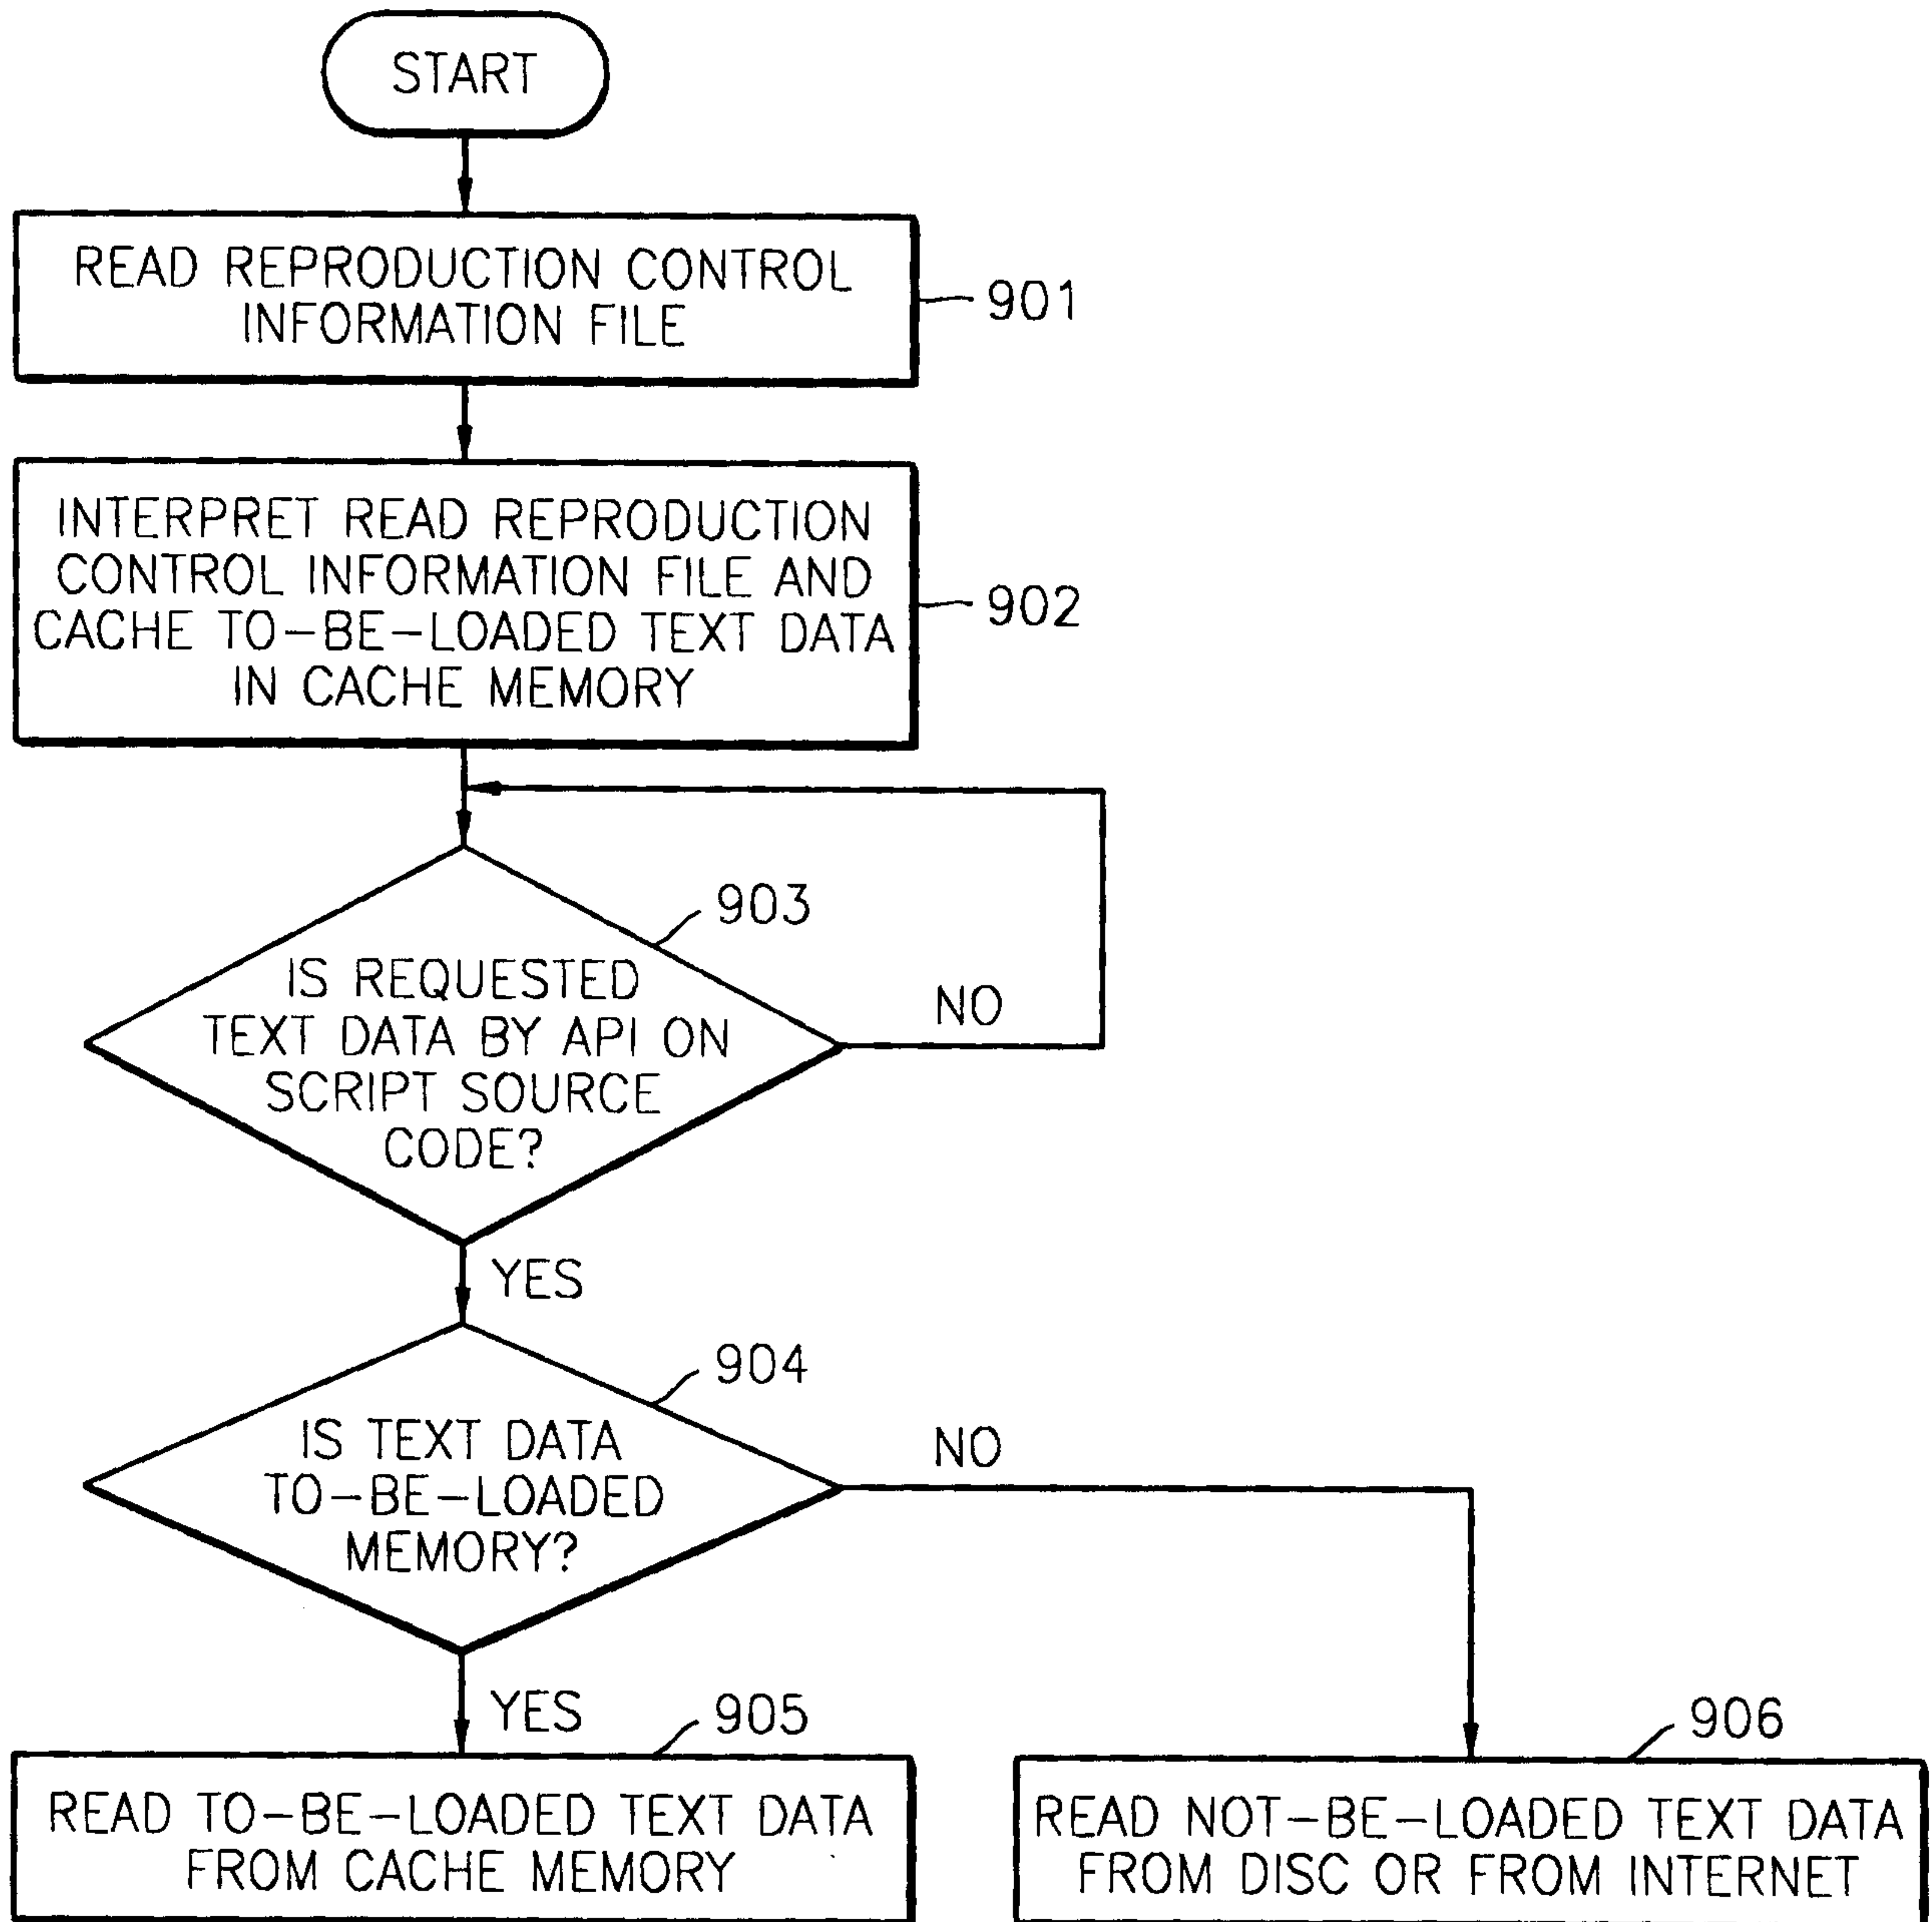 START
READ REPRODUCTION CONTROL
INFORMATION FILE
901
INTERPRET READ REPRODUCTION
CONTROL INFORMATION FILE AND
CACHE TO-BE-LOADED TEXT DATA
IN CACHE MEMORY
902
903
IS REQUESTED
TEXT DATA BY API ON
SCRIPT SOURCE
CODE?
NO
YES
904
IS TEXT DATA
TO-BE-LOADED
MEMORY?
NO
YES
905
READ TO-BE-LOADED TEXT DATA
FROM CACHE MEMORY
906
READ NOT-BE-LOADED TEXT DATA
FROM DISC OR FROM INTERNET